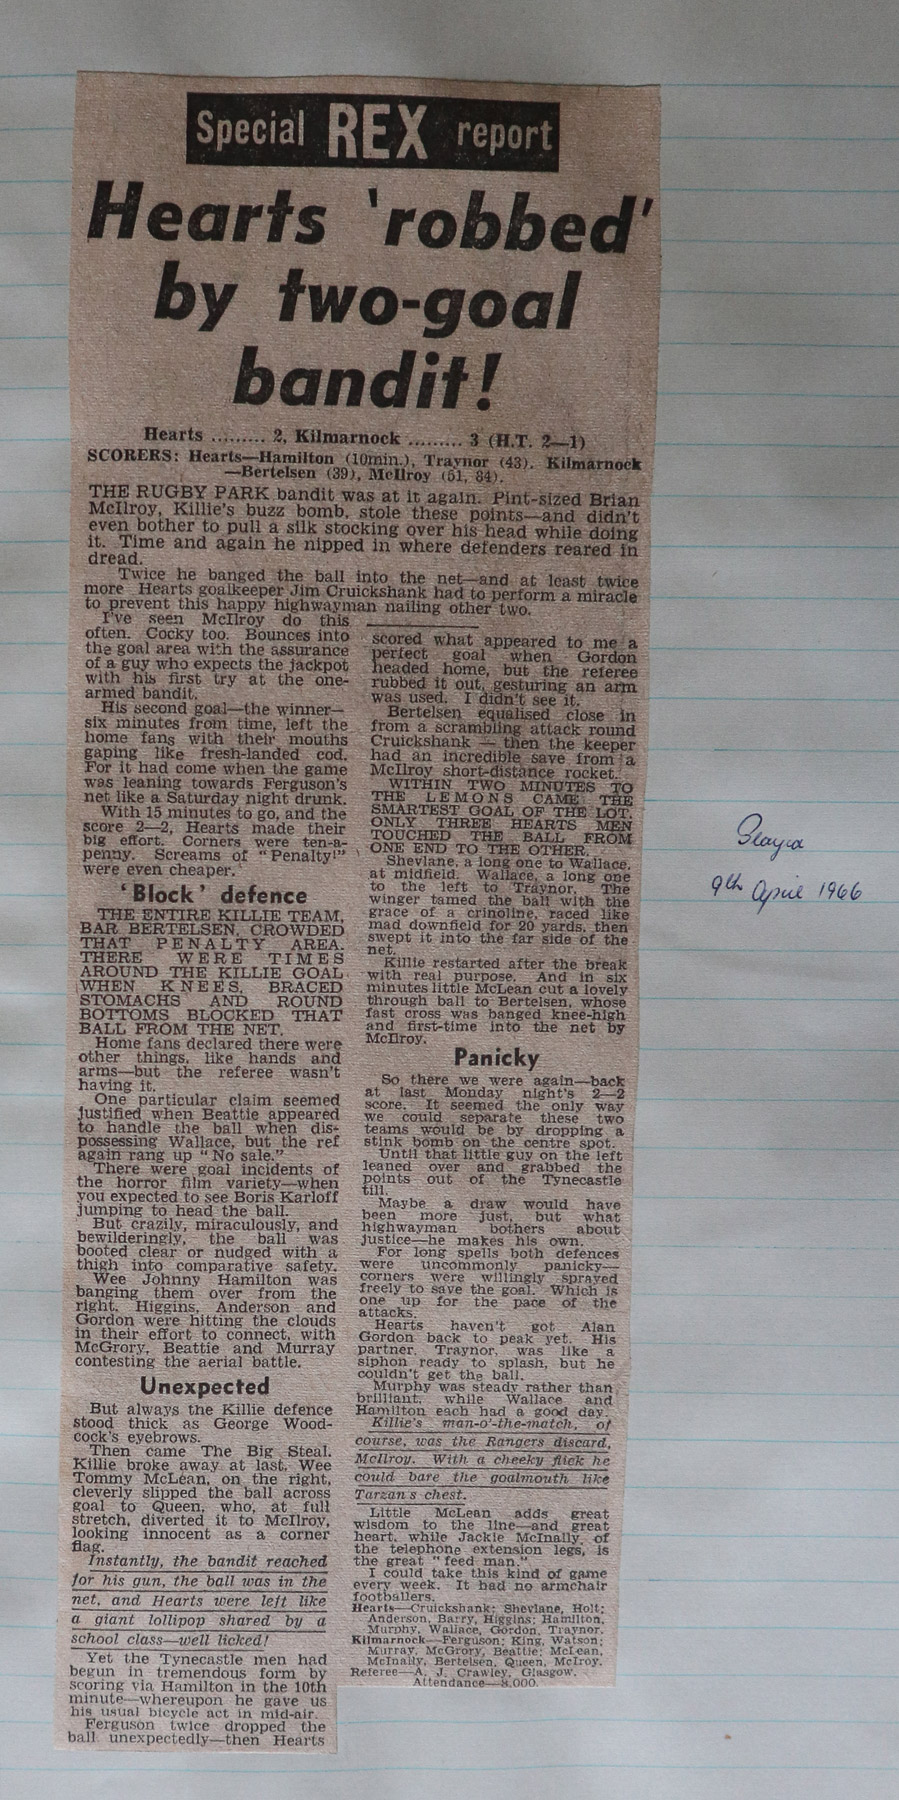 Special REX report
Hearts 'robbed'
by two-goal
bandit!
Hearts ......... 2, Kilmarnock ......... 3 (H.T. 2—1)
SCORERS: Hearts—Hamilton (10min.), Traynor (43). Kilmarnock
—Bertelsen (39), McIlroy (51, 84).
THE RUGBY PARK bandit was at it again. Pint-sized Brian
McIlroy, Killie's buzz bomb, stole these points—and didn't
even bother to pull a silk stocking over his head while doing
it. Time and again he nipped in where defenders reared in
dread.
Twice he banged the ball into the net—and at least twice
more Hearts goalkeeper Jim Cruickshank had to perform a miracle
to prevent this happy highwayman nailing other two.
I've seen McIlroy do this
often. Cocky too. Bounces into
the goal area with the assurance
of a guy who expects the jackpot
with his first try at the one-
armed bandit.
His second goal—the winner—
six minutes from time, left the
home fans with their mouths
gaping like fresh-landed cod.
For it had come when the game
was leaning towards Ferguson's
net like a Saturday night drunk.
With 15 minutes to go, and the
score 2—2, Hearts made their
big effort. Corners were ten-a-
penny. Screams of "Penalty!"
were even cheaper.
'Block' defence
THE ENTIRE KILLIE TEAM,
BAR BERTELSEN, CROWDED
THAT PENALTY AREA.
THERE WERE TIMES
AROUND THE KILLIE GOAL
WHEN KNEES, BRACED
STOMACHS AND ROUND
BOTTOMS BLOCKED THAT
BALL FROM THE NET.
Home fans declared there were
other things, like hands and
arms—but the referee wasn't
having it.
One particular claim seemed
justified when Beattie appeared
to handle the ball when dis-
possessing Wallace, but the ref
again rang up "No sale."
There were goal incidents of
the horror film variety—when
you expected to see Boris Karloff
jumping to head the ball.
But crazily, miraculously, and
bewilderingly, the ball was
booted clear or nudged with a
thigh into comparative safety.
Wee Johnny Hamilton was
banging them over from the
right. Higgins, Anderson and
Gordon were hitting the clouds
in their effort to connect, with
McGrory, Beattie and Murray
contesting the aerial battle.
Unexpected
But always the Killie defence
stood thick as George Wood-
cock's eyebrows.
Then came The Big Steal.
Killie broke away at last. Wee
Tommy McLean, on the right,
cleverly slipped the ball across
goal to Queen, who, at full
stretch, diverted it to McIlroy,
looking innocent as a corner
flag.
Instantly, the bandit reached
for his gun, the ball was in the
net, and Hearts were left like
a giant lollipop shared by a
school class—well licked!
Yet the Tynecastle men had
begun in tremendous form by
scoring via Hamilton in the 10th
minute—whereupon he gave us
his usual bicycle act in mid-air.
Ferguson twice dropped the
ball unexpectedly—then Hearts
scored what appeared to me a
perfect goal when Gordon
headed home, but the referee
rubbed it out, gesturing an arm
was used. I didn't see it.
Bertelsen equalised close in
from a scrambling attack round
Cruickshank — then the keeper
had an incredible save from a
McIlroy short-distance rocket.
WITHIN TWO MINUTES TO
THE LEMONS CAME THE
SMARTEST GOAL OF THE LOT.
ONLY THREE HEARTS MEN
TOUCHED THE BALL FROM
ONE END TO THE OTHER.
Shevlane, a long one to Wallace,
at midfield. Wallace, a long one
to the left to Traynor. The
winger tamed the ball with the
grace of a crinoline, raced like
mad downfield for 20 yards, then
swept it into the far side of the
net.
Killie restarted after the break
with real purpose. And in six
minutes little McLean cut a lovely
through ball to Bertelsen, whose
fast cross was banged knee-high
and first-time into the net by
McIlroy.
Panicky
So there we were again—back
at last Monday night's 2—2
score. It seemed the only way
we could separate these two
teams would be by dropping a
stink bomb on the centre spot.
Until that little guy on the left
leaned over and grabbed the
points out of the Tynecastle
till.
Maybe a draw would have
been more just, but what
highwayman bothers about
justice—he makes his own.
For long spells both defences
were uncommonly panicky—
corners were willingly sprayed
freely to save the goal. Which is
one up for the pace of the
attacks.
Hearts haven't got Alan
Gordon back to peak yet. His
partner, Traynor, was like a
siphon ready to splash, but he
couldn't get the ball.
Murphy was steady rather than
brilliant, while Wallace and
Hamilton each had a good day.
Killie's man-o'-the-match, of
course, was the Rangers discard,
McIlroy. With a cheeky flick he
could bare the goalmouth like
Tarzan's chest.
Little McLean adds great
wisdom to the line—and great
heart, while Jackie McInally, of
the telephone extension legs, is
the great "feed man."
I could take this kind of game
every week. It had no armchair
footballers.
Hearts—Cruickshank; Shevlane, Holt;
Anderson, Barry, Higgins; Hamilton,
Murphy, Wallace, Gordon, Traynor.
Kilmarnock—Ferguson; King, Watson;
Murray, McGrory, Beattie; McLean,
McInally, Bertelsen, Queen, McIlroy.
Referee—A. J. Crawley, Glasgow.
Attendance—8,000.
9th April 1966